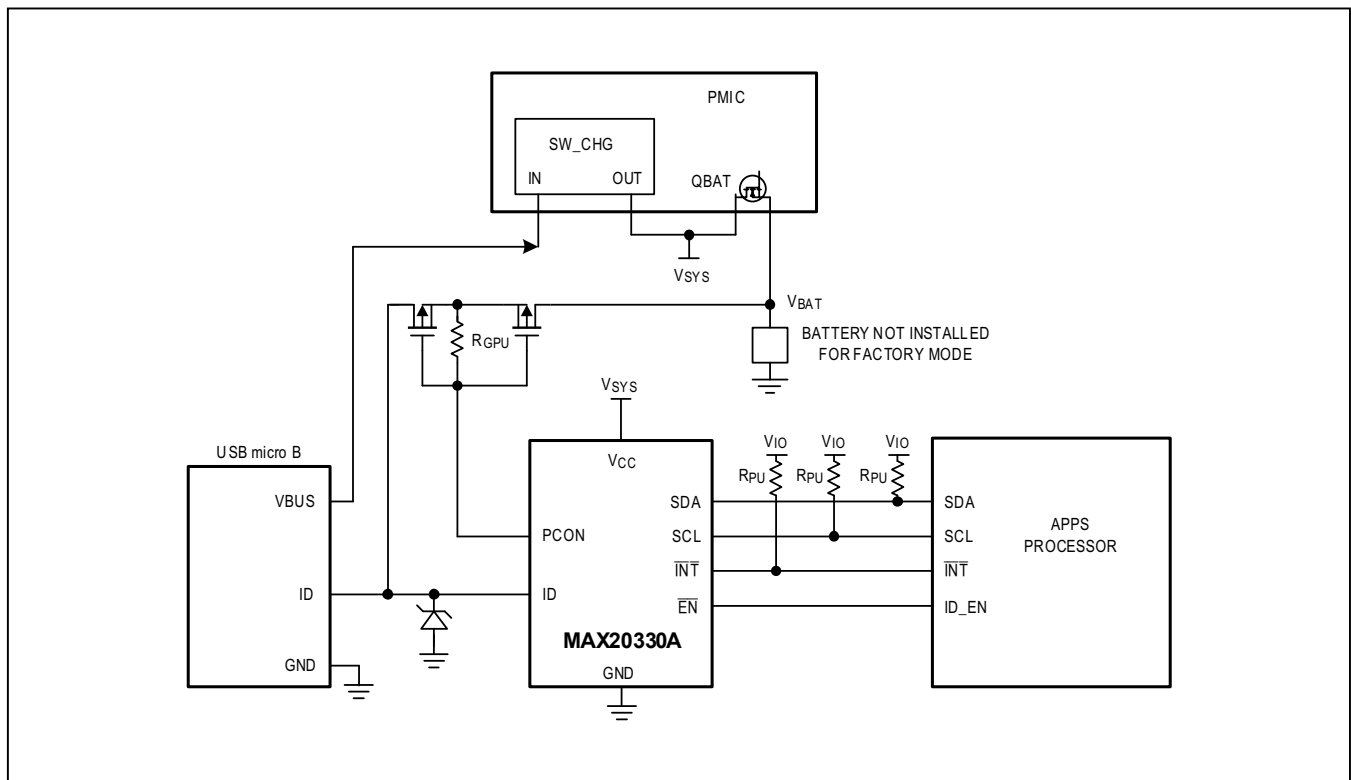 PMIC
SW_CHG
IN
OUT
QBAT
VSYS
VBAT
RGPU
BATTERY NOT INSTALLED
FOR FACTORY MODE
VSYS
USB micro B
VCC
VIO
VIO
VIO
RPU
RPU
RPU
VBUS
SDA
SDA
APPS
PROCESSOR
PCON
SCL
SCL
INT
INT
ID
ID
EN
ID_EN
MAX20330A
GND
GND